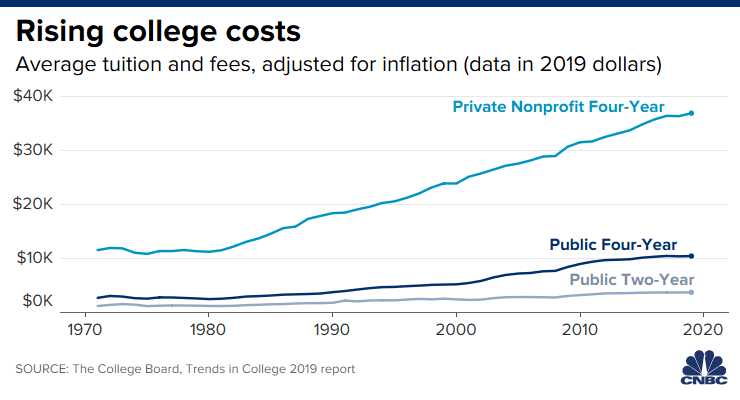 Rising college costs
Average tuition and fees, adjusted for inflation (data in 2019 dollars)
$40K
Private Nonprofit Four-Year
$30K
$20K
$10K
Public Four-Year
Public Two-Year
$0K
1970 1980 1990 2000 2010 2020
SOURCE: The College Board, Trends in College 2019 report
CNBC